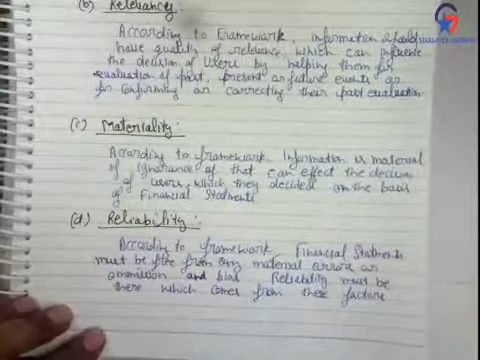 (b) Relevancy :
According to Framework, information should
have quality of relevance, which can influence
the decision of users by helping them for
evaluation of past, present or future events or
for confirming or correcting their past evaluation.
(c) Materiality :
According to framework, information is material
if ignorance of that can effect the decision
of users, which they decided on the basis
of Financial Statments
(d) Reliability :
According to framework, Financial Statments
must be free from any material errors or
ommission and bias Reliability must be
there which comes from these factors